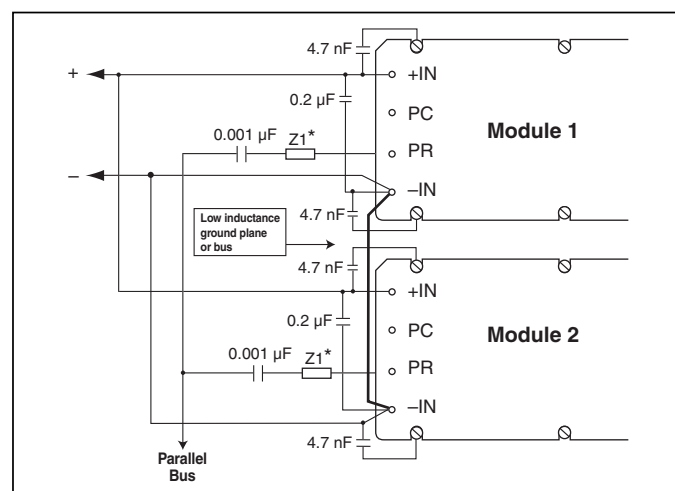 4.7 nF
+
+IN
0.2 µF
PC
Module 1
0.001 µF
Z1*
PR
–
–IN
4.7 nF
Low inductance
ground plane
or bus
4.7 nF
+IN
0.2 µF
PC
Module 2
0.001 µF
Z1*
PR
–IN
4.7 nF
Parallel
Bus